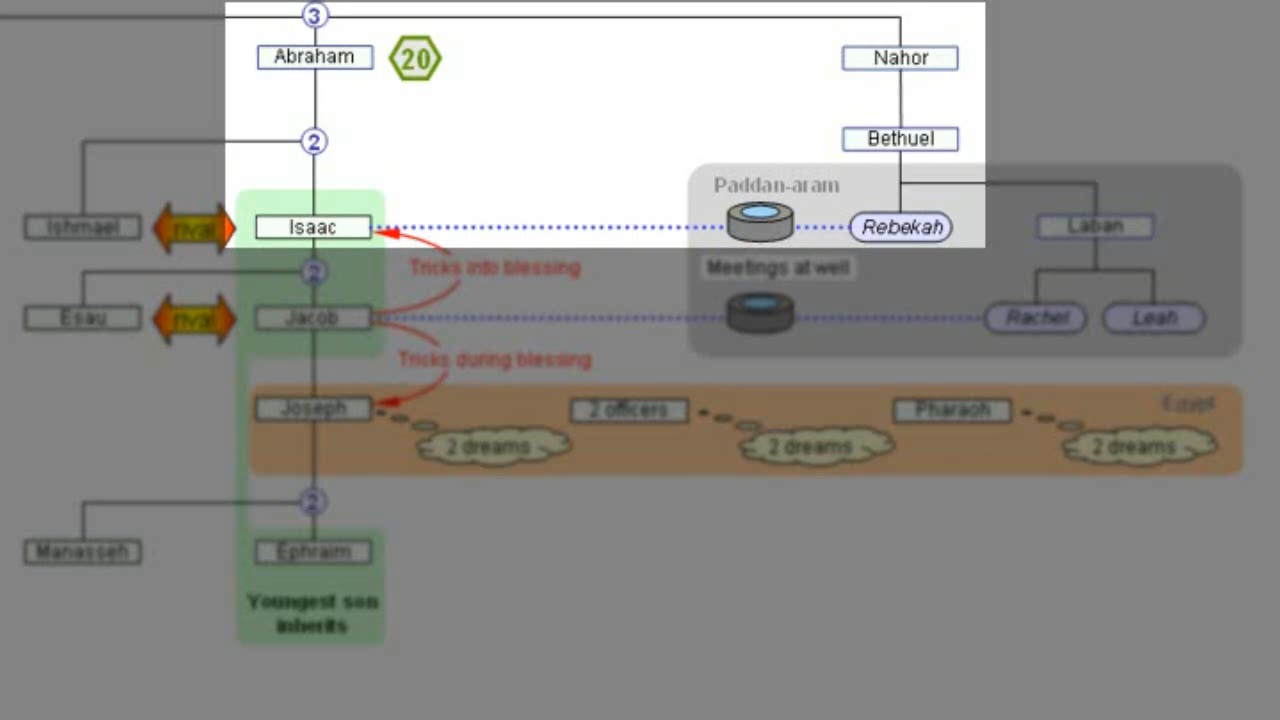 3
Abraham
20
Nahor
2
Bethuel
Paddan-aram
Ishmael
rival
Isaac
Rebekah
Laban
2
Tricks into blessing
Meetings at well
Esau
rival
Jacob
Rachel
Leah
Tricks during blessing
Joseph
2 officers
Pharaoh
Egypt
2 dreams
2 dreams
2 dreams
2
Manasseh
Ephraim
Youngest son
inherits